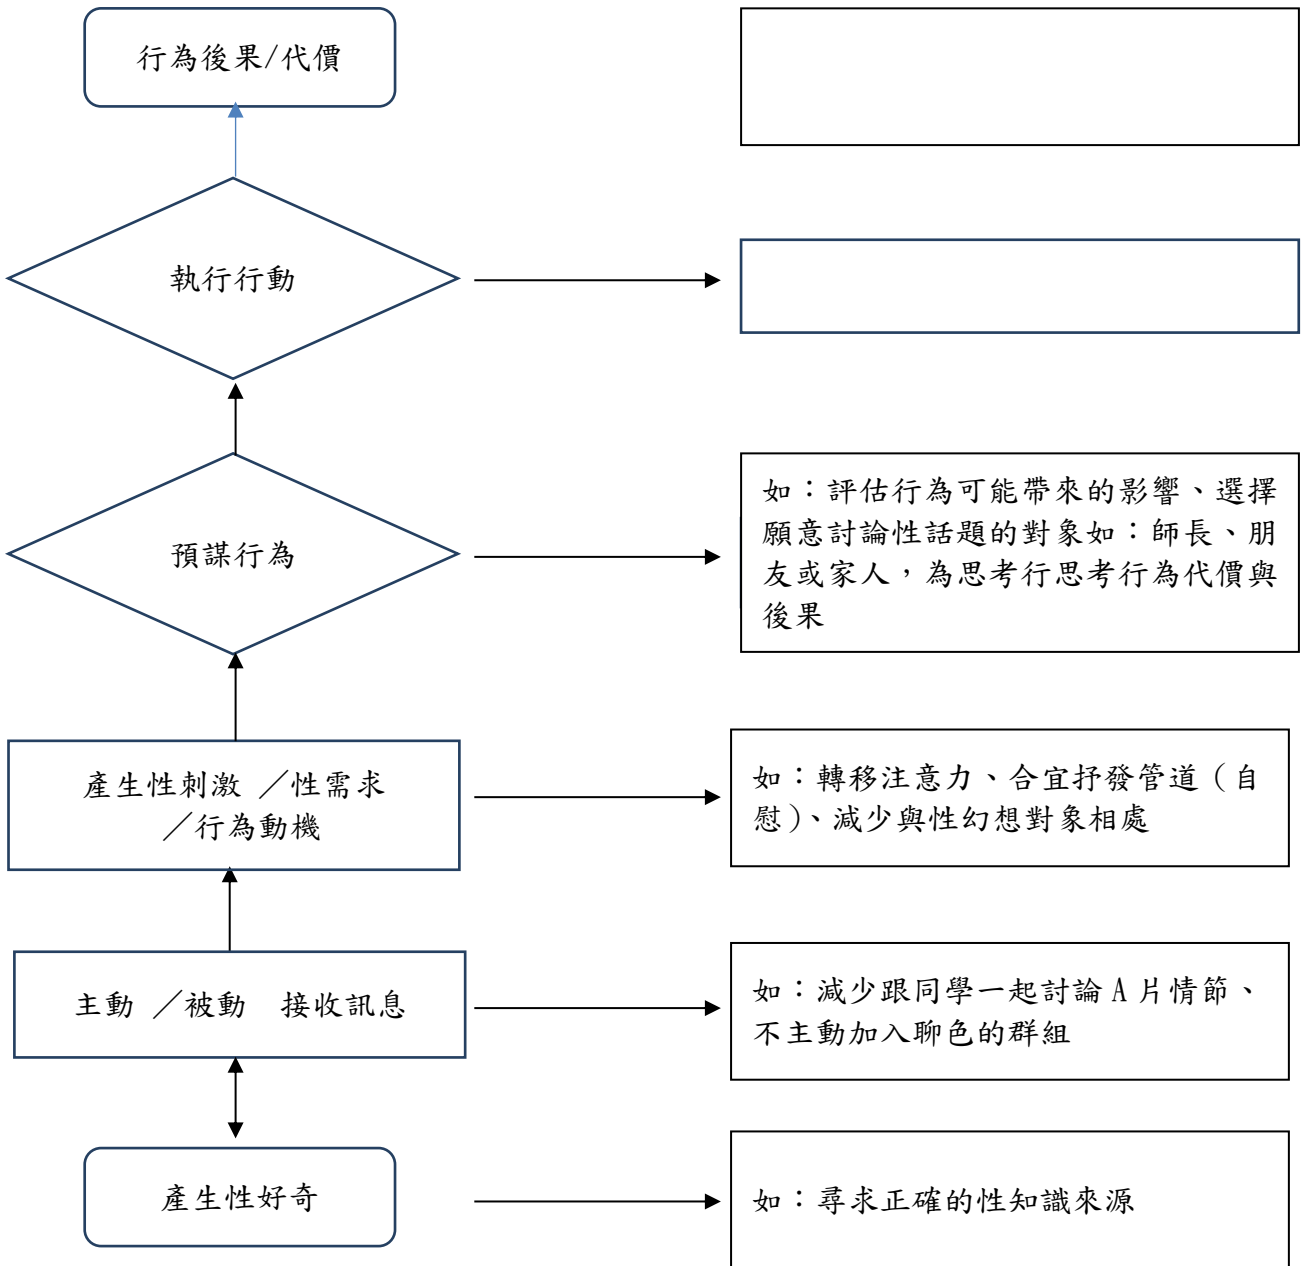 行為後果/代價
執行行動
預謀行為
如：評估行為可能帶來的影響、選擇
願意討論性話題的對象如：師長、朋
友或家人，為思考行思考行為代價與
後果
產生性刺激 ／性需求
／行為動機
如：轉移注意力、合宜抒發管道（自
慰）、減少與性幻想對象相處
主動 ／被動　接收訊息
如：減少跟同學一起討論 A 片情節、
不主動加入聊色的群組
產生性好奇
如：尋求正確的性知識來源